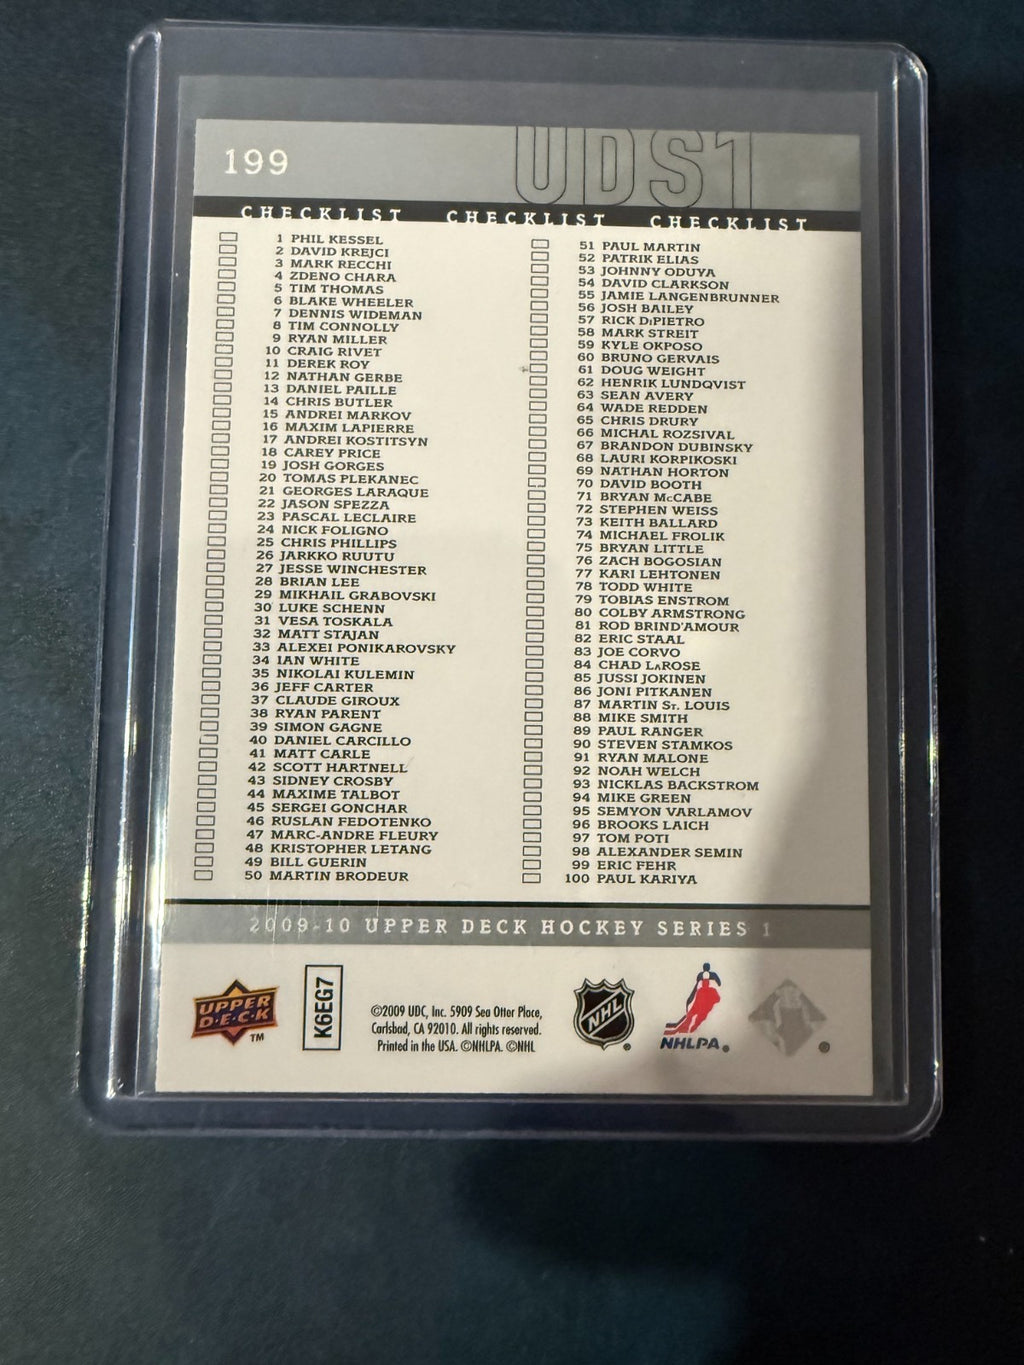 199
UDS1
CHECKLIST CHECKLIST CHECKLIST
1 PHIL KESSEL
2 DAVID KREJCI
3 MARK RECCHI
4 ZDENO CHARA
5 TIM THOMAS
6 BLAKE WHEELER
7 DENNIS WIDEMAN
8 TIM CONNOLLY
9 RYAN MILLER
10 CRAIG RIVET
11 DEREK ROY
12 NATHAN GERBE
13 DANIEL PAILLE
14 CHRIS BUTLER
15 ANDREI MARKOV
16 MAXIM LAPIERRE
17 ANDREI KOSTITSYN
18 CAREY PRICE
19 JOSH GORGES
20 TOMAS PLEKANEC
21 GEORGES LARAQUE
22 JASON SPEZZA
23 PASCAL LECLAIRE
24 NICK FOLIGNO
25 CHRIS PHILLIPS
26 JARKKO RUUTU
27 JESSE WINCHESTER
28 BRIAN LEE
29 MIKHAIL GRABOVSKI
30 LUKE SCHENN
31 VESA TOSKALA
32 MATT STAJAN
33 ALEXEI PONIKAROVSKY
34 IAN WHITE
35 NIKOLAI KULEMIN
36 JEFF CARTER
37 CLAUDE GIROUX
38 RYAN PARENT
39 SIMON GAGNE
40 DANIEL CARCILLO
41 MATT CARLE
42 SCOTT HARTNELL
43 SIDNEY CROSBY
44 MAXIME TALBOT
45 SERGEI GONCHAR
46 RUSLAN FEDOTENKO
47 MARC-ANDRE FLEURY
48 KRISTOPHER LETANG
49 BILL GUERIN
50 MARTIN BRODEUR
51 PAUL MARTIN
52 PATRIK ELIAS
53 JOHNNY ODUYA
54 DAVID CLARKSON
55 JAMIE LANGENBRUNNER
56 JOSH BAILEY
57 RICK DiPIETRO
58 MARK STREIT
59 KYLE OKPOSO
60 BRUNO GERVAIS
61 DOUG WEIGHT
62 HENRIK LUNDQVIST
63 SEAN AVERY
64 WADE REDDEN
65 CHRIS DRURY
66 MICHAL ROZSIVAL
67 BRANDON DUBINSKY
68 LAURI KORPIKOSKI
69 NATHAN HORTON
70 DAVID BOOTH
71 BRYAN McCABE
72 STEPHEN WEISS
73 KEITH BALLARD
74 MICHAEL FROLIK
75 BRYAN LITTLE
76 ZACH BOGOSIAN
77 KARI LEHTONEN
78 TODD WHITE
79 TOBIAS ENSTROM
80 COLBY ARMSTRONG
81 ROD BRIND'AMOUR
82 ERIC STAAL
83 JOE CORVO
84 CHAD LaROSE
85 JUSSI JOKINEN
86 JONI PITKANEN
87 MARTIN St. LOUIS
88 MIKE SMITH
89 PAUL RANGER
90 STEVEN STAMKOS
91 RYAN MALONE
92 NOAH WELCH
93 NICKLAS BACKSTROM
94 MIKE GREEN
95 SEMYON VARLAMOV
96 BROOKS LAICH
97 TOM POTI
98 ALEXANDER SEMIN
99 ERIC FEHR
100 PAUL KARIYA
2009-10 UPPER DECK HOCKEY SERIES 1
UPPER
D·E·C·K
TM
K6EG7
©2009 UDC, Inc. 5909 Sea Otter Place,
Carlsbad, CA 92010. All rights reserved.
Printed in the USA. ©NHLPA. ©NHL
NHL®
NHLPA®
®